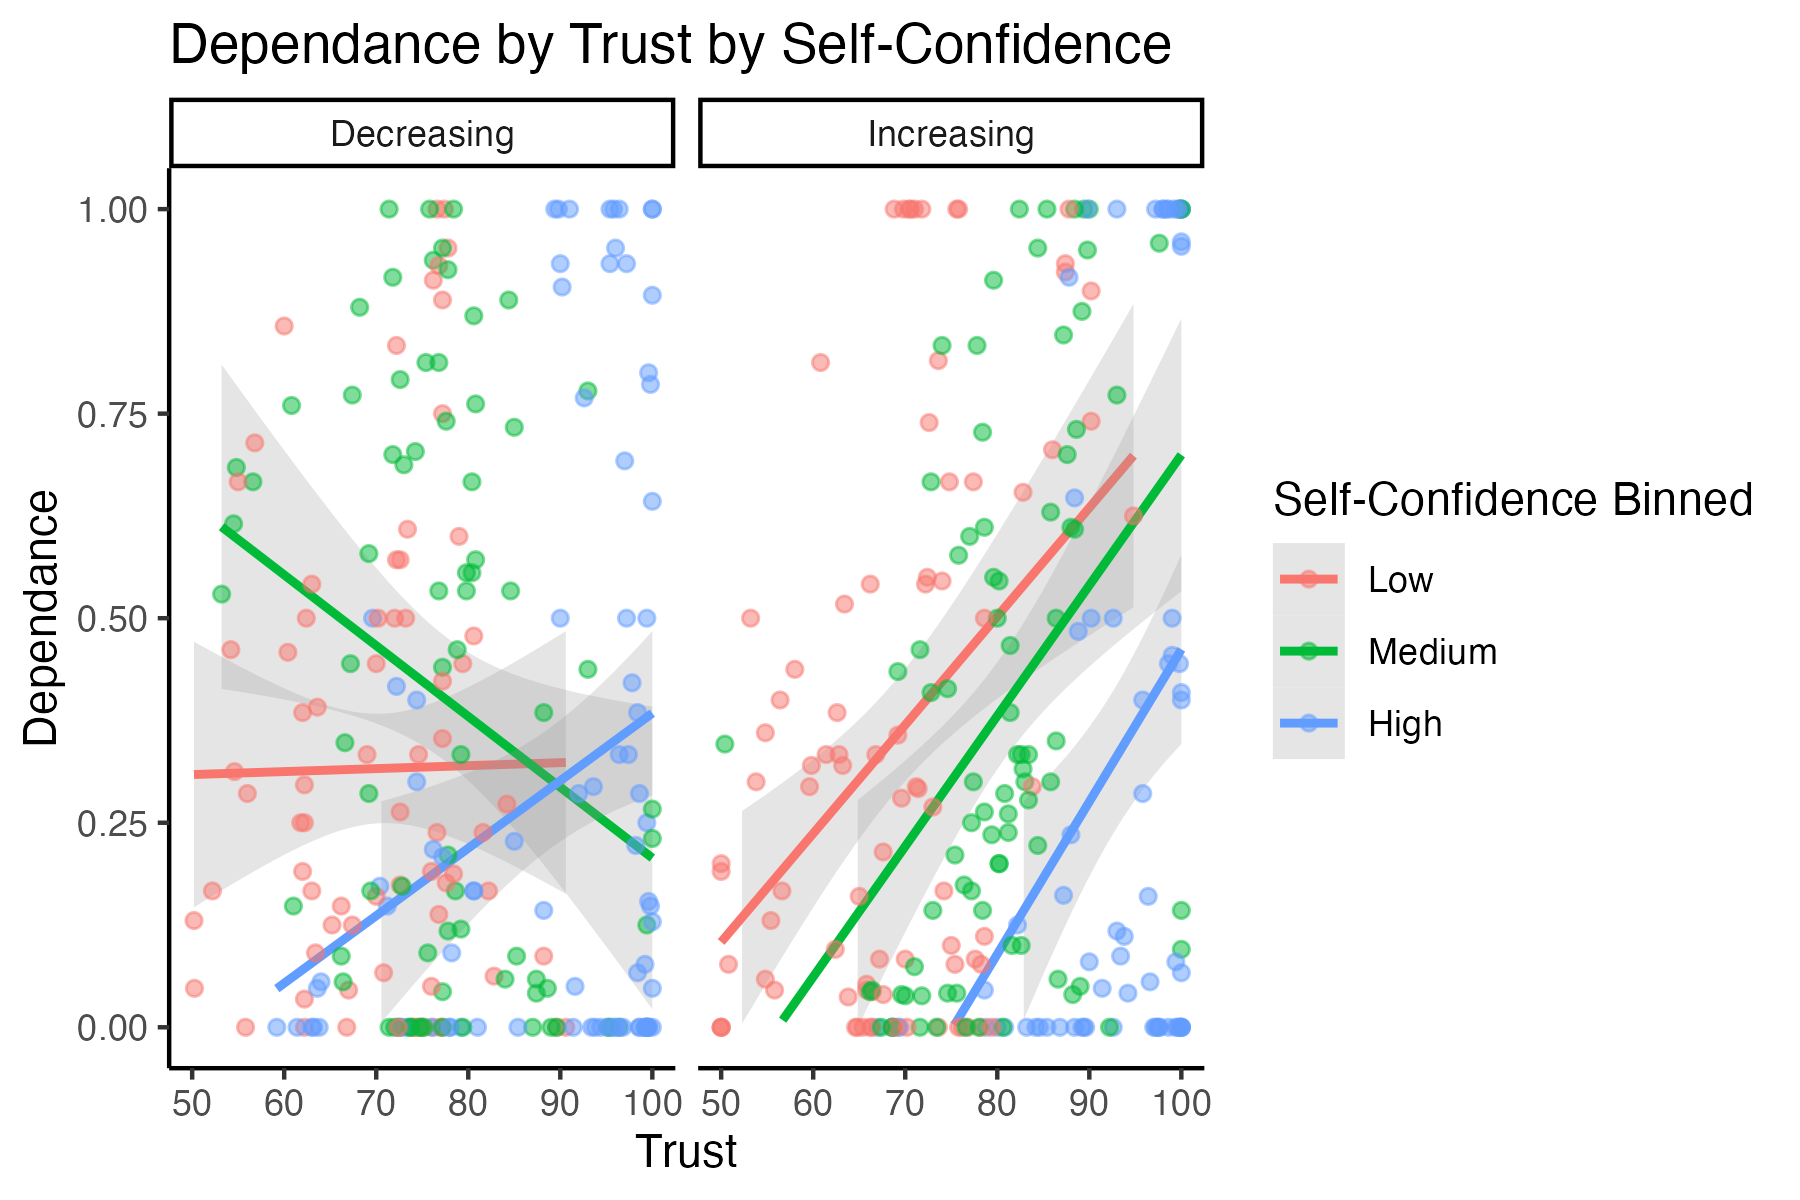 Dependance by Trust by Self-Confidence
Decreasing
Increasing
1.00
0.75
0.50
0.25
0.00
Dependance
50 60 70 80 90 100
50 60 70 80 90 100
Trust
Self-Confidence Binned
Low
Medium
High